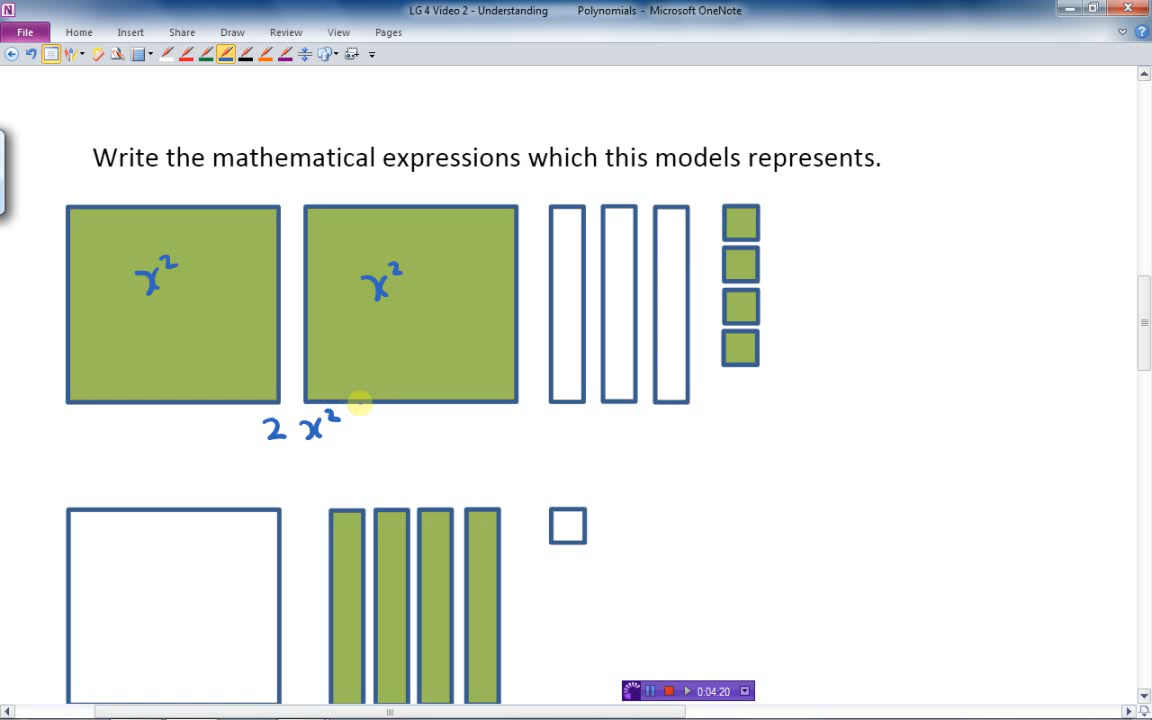 LG 4 Video 2 - Understanding Polynomials - Microsoft OneNote
File Home Insert Share Draw Review View Pages
Write the mathematical expressions which this models represents.
x² x²
2 x²
0:04:20